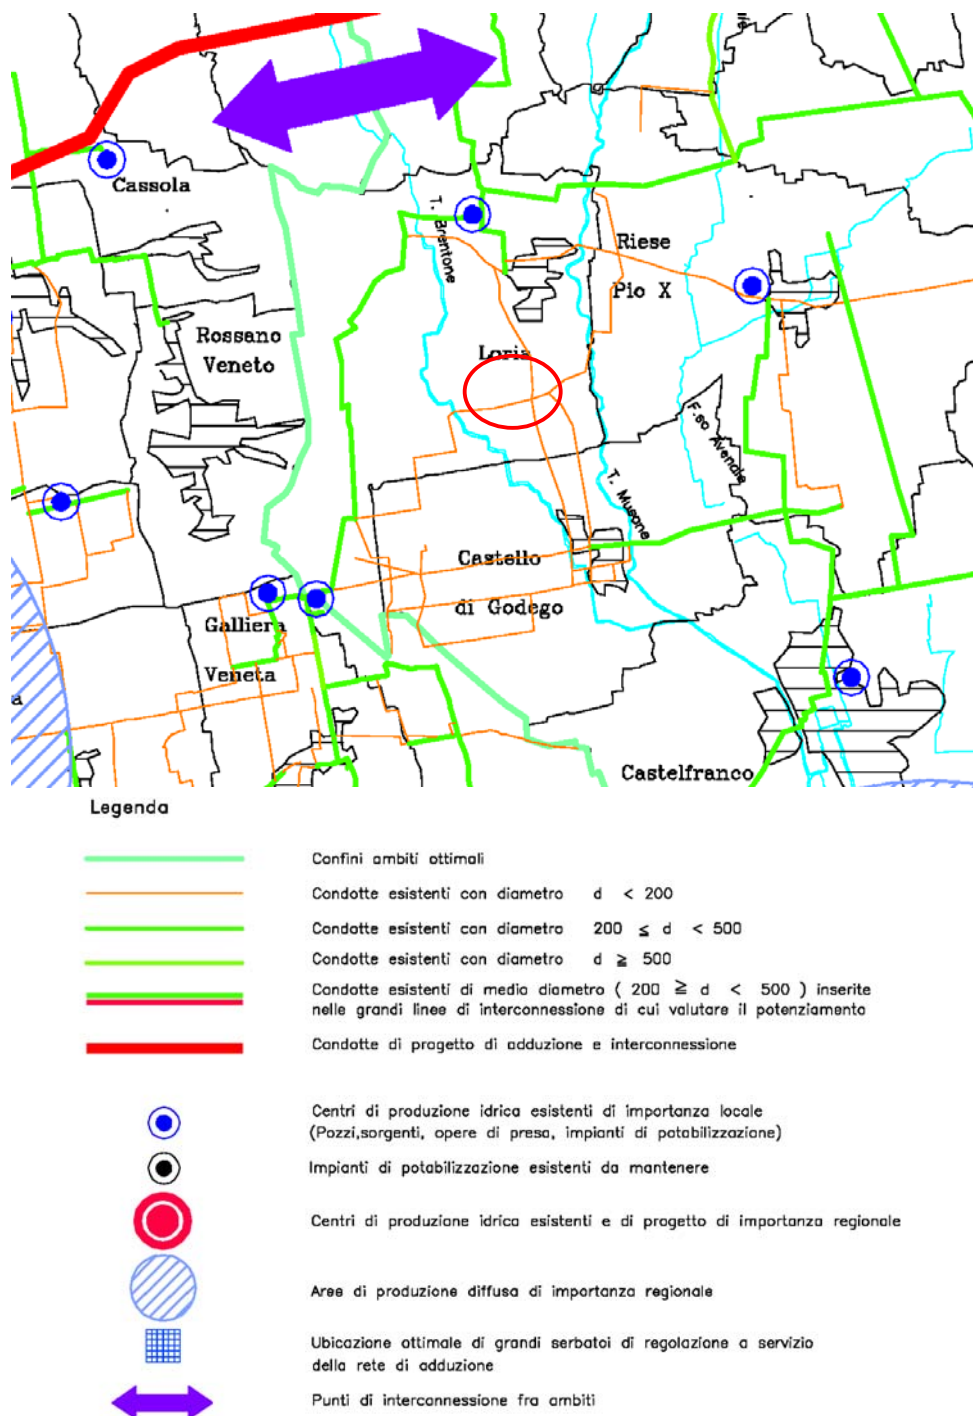 Cassola
T. Brentone
Riese
Pio X
Rossano
Veneto
Loria
F.so Avenale
T. Musone
Castello
di Godego
Galliera
Veneta
a
Castelfranco
Legenda
Confini ambiti ottimali
Condotte esistenti con diametro d < 200
Condotte esistenti con diametro 200 ≤ d < 500
Condotte esistenti con diametro d ≧ 500
Condotte esistenti di medio diametro ( 200 ≧ d < 500 ) inserite
nelle grandi linee di interconnessione di cui valutare il potenziamento
Condotte di progetto di adduzione e interconnessione
Centri di produzione idrica esistenti di importanza locale
(Pozzi,sorgenti, opere di presa, impianti di potabilizzazione)
Impianti di potabilizzazione esistenti da mantenere
Centri di produzione idrica esistenti e di progetto di importanza regionale
Aree di produzione diffusa di importanza regionale
Ubicazione ottimale di grandi serbatoi di regolazione a servizio
della rete di adduzione
Punti di interconnessione fra ambiti